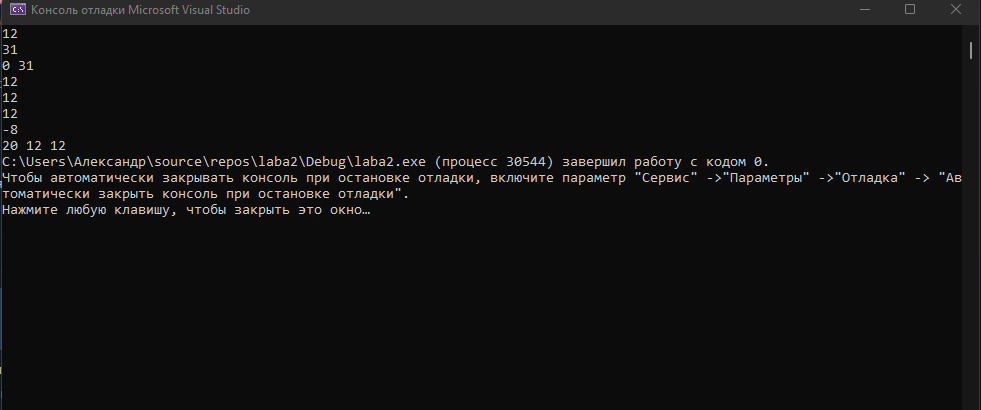 C:\ Консоль отладки Microsoft Visual Studio
12
31
0 31
12
12
12
-8
20 12 12
C:\Users\Александр\source\repos\laba2\Debug\laba2.exe (процесс 30544) завершил работу с кодом 0.
Чтобы автоматически закрывать консоль при остановке отладки, включите параметр "Сервис" ->"Параметры" ->"Отладка" -> "Ав
томатически закрыть консоль при остановке отладки".
Нажмите любую клавишу, чтобы закрыть это окно…